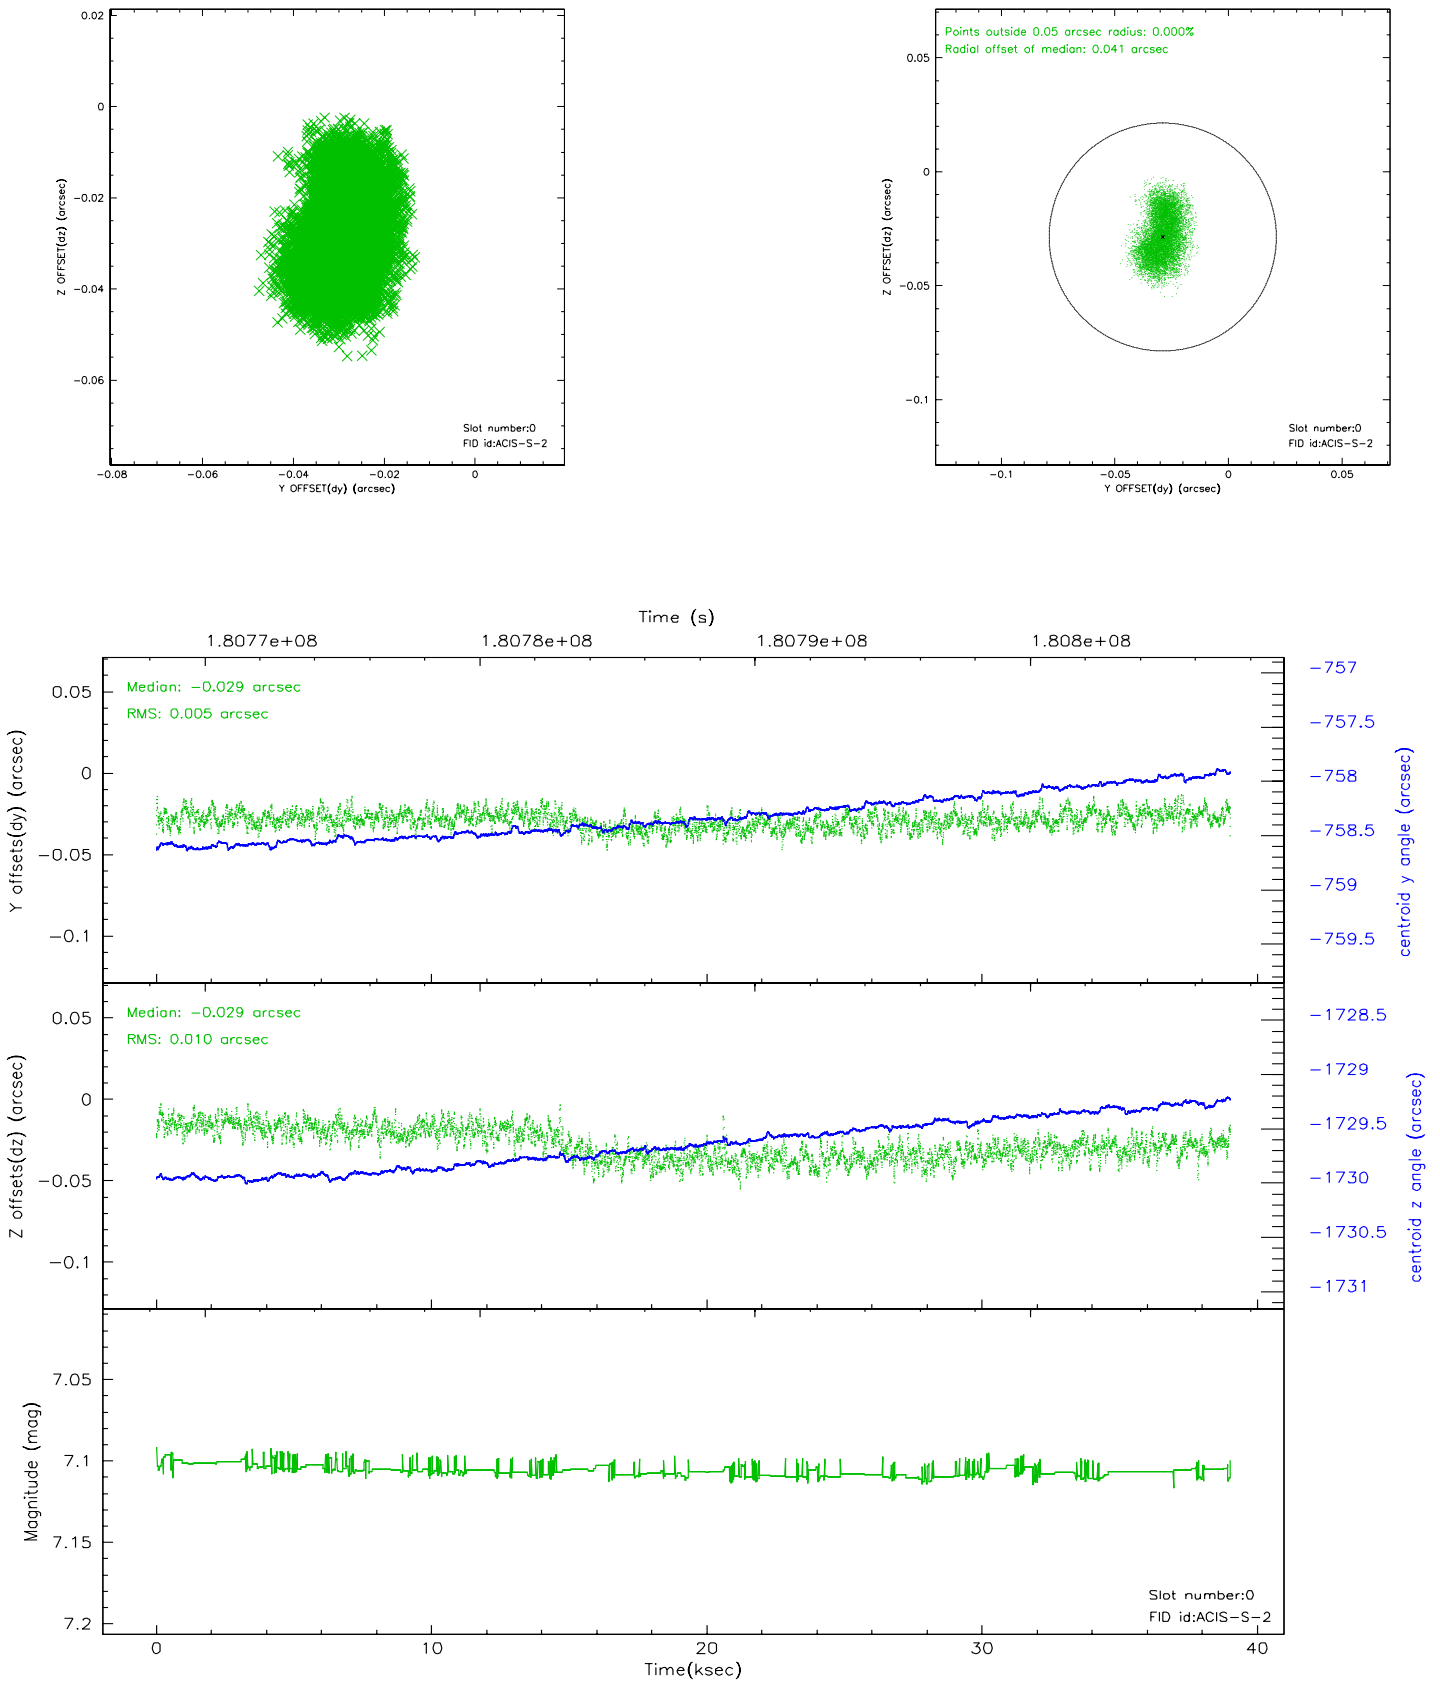 0.02
0
-0.02
-0.04
-0.06
Z OFFSET(dz) (arcsec)
Slot number:0
FID id:ACIS-S-2
-0.08 -0.06 -0.04 -0.02 0
Y OFFSET(dy) (arcsec)
Points outside 0.05 arcsec radius: 0.000%
Radial offset of median: 0.041 arcsec
0.05
0
-0.05
-0.1
Z OFFSET(dz) (arcsec)
Slot number:0
FID id:ACIS-S-2
-0.1 -0.05 0 0.05
Y OFFSET(dy) (arcsec)
Time (s)
1.8077e+08 1.8078e+08 1.8079e+08 1.808e+08
Median: -0.029 arcsec
RMS: 0.005 arcsec
0.05
0
-0.05
-0.1
Y offsets(dy) (arcsec)
-757
-757.5
-758
-758.5
-759
-759.5
centroid y angle (arcsec)
Median: -0.029 arcsec
RMS: 0.010 arcsec
0.05
0
-0.05
-0.1
Z offsets(dz) (arcsec)
-1728.5
-1729
-1729.5
-1730
-1730.5
-1731
centroid z angle (arcsec)
7.05
7.1
7.15
7.2
Magnitude (mag)
Slot number:0
FID id:ACIS-S-2
0 10 20 30 40
Time(ksec)